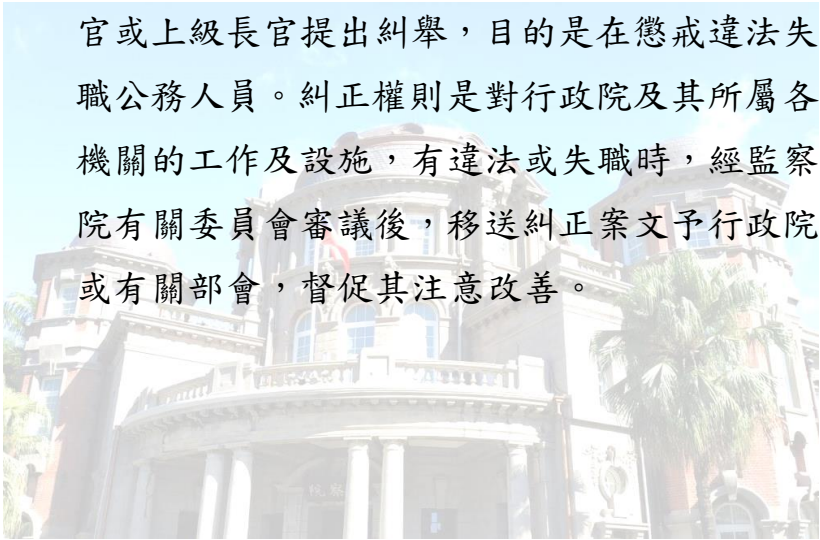 官或上級長官提出糾舉，目的是在懲戒違法失
職公務人員。糾正權則是對行政院及其所屬各
機關的工作及設施，有違法或失職時，經監察
院有關委員會審議後，移送糾正案文予行政院
或有關部會，督促其注意改善。
院察